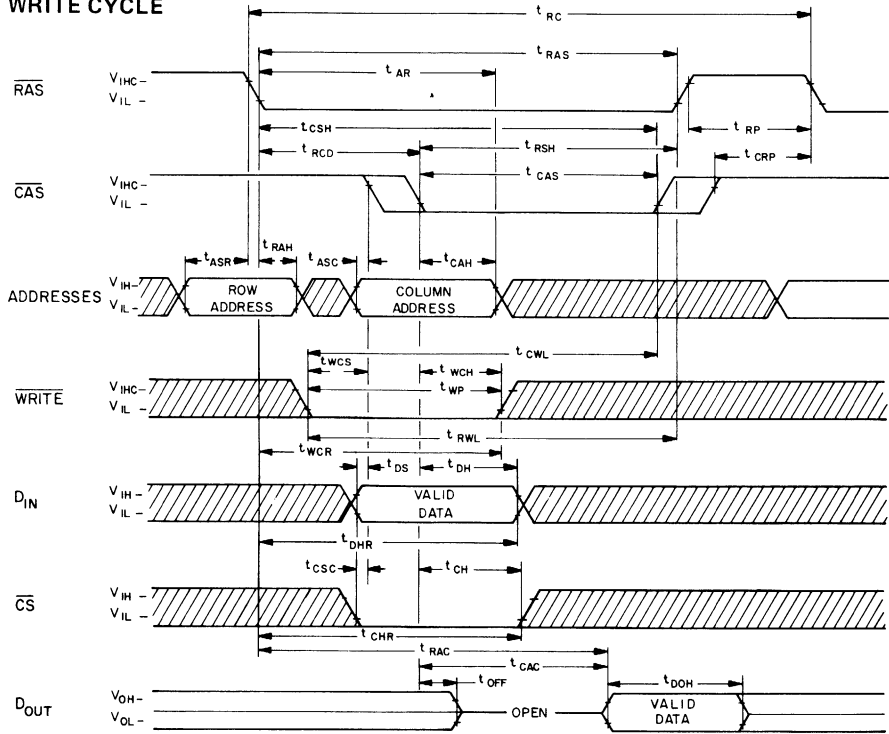 WRITE CYCLE
t RC
t RAS
t AR
RAS
V IHC –
V IL –
t CSH
t RP
t RCD
t RSH
t CRP
CAS
V IHC –
V IL –
t CAS
t ASR
t RAH
t ASC
t CAH
ADDRESSES
V IH –
V IL –
ROW ADDRESS
COLUMN ADDRESS
t CWL
t WCS
t WCH
WRITE
V IHC –
V IL –
t WP
t RWL
t WCR
t DS
t DH
D IN
V IH –
V IL –
VALID DATA
t DHR
t CSC
t CH
CS
V IH –
V IL –
t CHR
t RAC
t CAC
t OFF
t DOH
D OUT
V OH –
V OL –
OPEN
VALID DATA